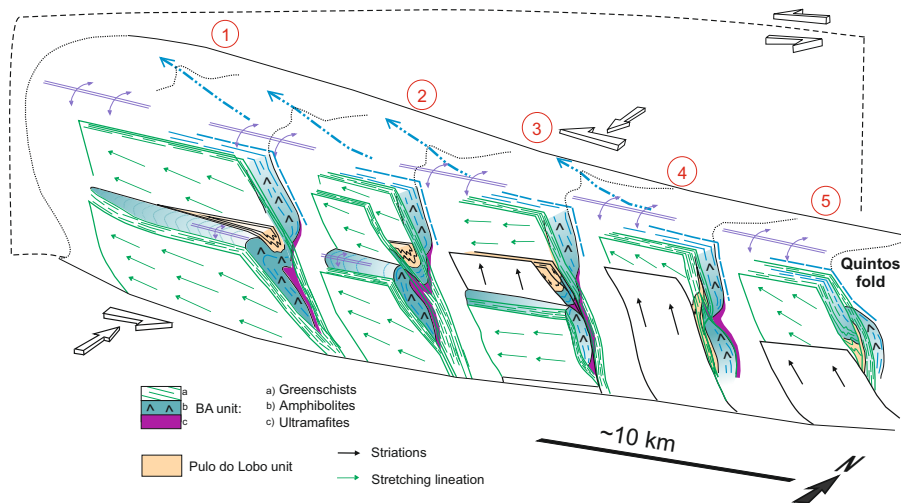 1
2
3
4
5
Quintos
fold
a
b
c
BA unit:
a) Greenschists
b) Amphibolites
c) Ultramafites
Pulo do Lobo unit
Striations
Stretching lineation
~10 km
N